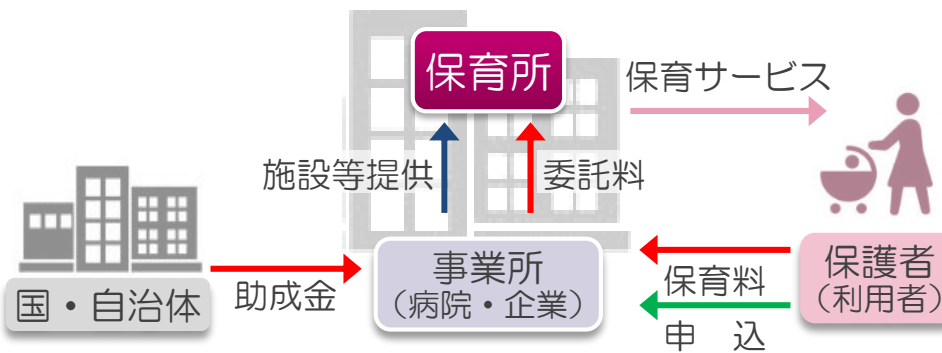 保育所
保育サービス
施設等提供
委託料
国・自治体
助成金
事業所
（病院・企業）
保育料
申　込
保護者
（利用者）